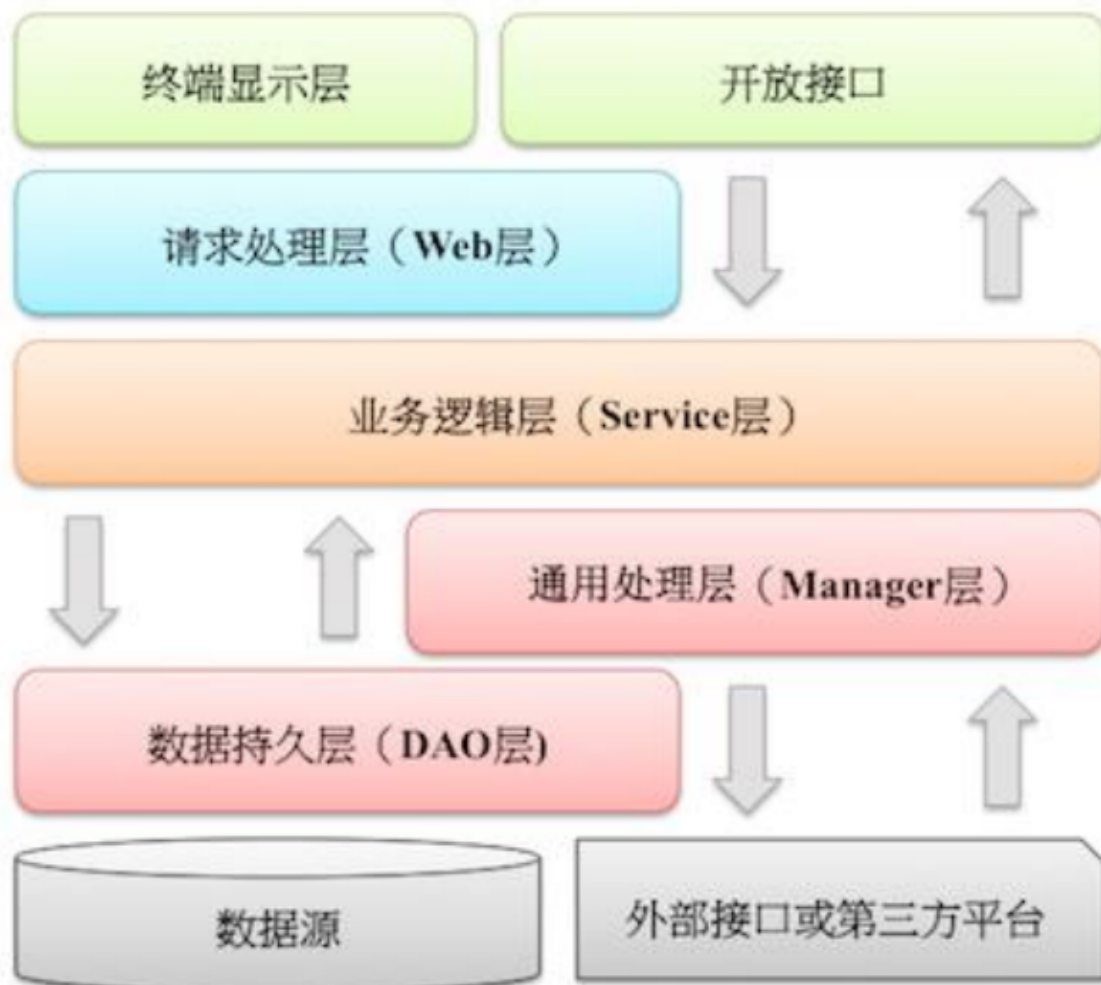 终端显示层
开放接口
请求处理层（Web层）
业务逻辑层（Service层）
通用处理层（Manager层）
数据持久层（DAO层)
数据源
外部接口或第三方平台